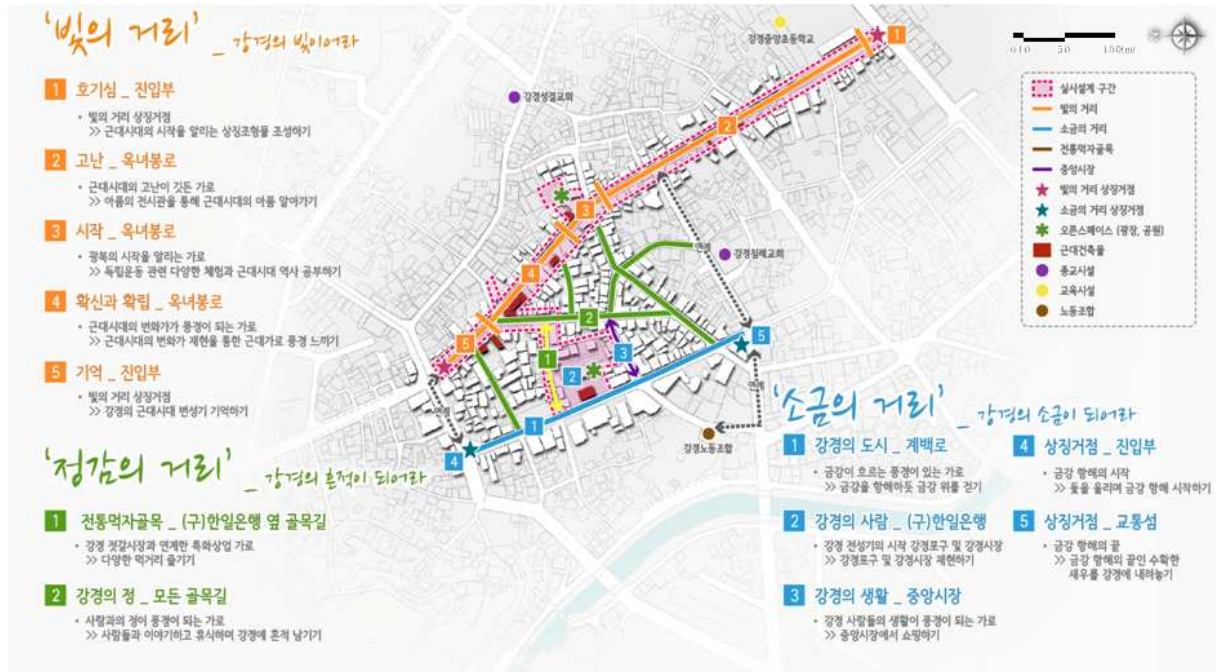 '빛의 거리' _ 강경의 빛이어라
1 호기심 _ 진입부
• 빛의 거리 상징거점
>> 근대시대의 시작을 알리는 상징조형물 조성하기
2 고난 _ 옥녀봉로
• 근대시대의 고난이 깃든 가로
>> 아픔의 전시관을 통해 근대시대의 아픔 알아가기
3 시작 _ 옥녀봉로
• 광복의 시작을 알리는 가로
>> 독립운동 관련 다양한 체험과 근대시대 역사 공부하기
4 확신과 확립 _ 옥녀봉로
• 근대시대의 변화가가 풍경이 되는 가로
>> 근대시대의 변화가 재현을 통한 근대가로 풍경 느끼기
5 기억 _ 진입부
• 빛의 거리 상징거점
>> 강경의 근대시대 변성기 기억하기
'정감의 거리' _ 강경의 흔적이 되어라
1 전통먹자골목 _ (구)한일은행 옆 골목길
• 강경 젓갈시장과 연계한 특화상업 가로
>> 다양한 먹거리 즐기기
2 강경의 정 _ 모든 골목길
• 사람과의 정이 풍경이 되는 가로
>> 사람들과 이야기하고 휴식하며 강경에 흔적 남기기
강경중앙초등학교
강경성결교회
강경침례교회
강경노동조합
연계
연계
연계
1
2
3
4
5
2
1
3
2
1
4
5
0 10 50 100(m)
실시설계 구간
빛의 거리
소금의 거리
전통먹자골목
중앙시장
빛의 거리 상징거점
소금의 거리 상징거점
오픈스페이스 (광장, 공원)
근대건축물
종교시설
교육시설
노동조합
'소금의 거리' _ 강경의 소금이 되어라
1 강경의 도시 _ 계백로
• 금강이 흐르는 풍경이 있는 가로
>> 금강을 항해하듯 금강 위를 걷기
2 강경의 사람 _ (구)한일은행
• 강경 전성기의 시작 강경포구 및 강경시장
>> 강경포구 및 강경시장 재현하기
3 강경의 생활 _ 중앙시장
• 강경 사람들의 생활이 풍경이 되는 가로
>> 중앙시장에서 쇼핑하기
4 상징거점 _ 진입부
• 금강 항해의 시작
>> 돛을 올리며 금강 항해 시작하기
5 상징거점 _ 교통섬
• 금강 항해의 끝
>> 금강 항해의 끝인 수확한
새우를 강경에 내려놓기